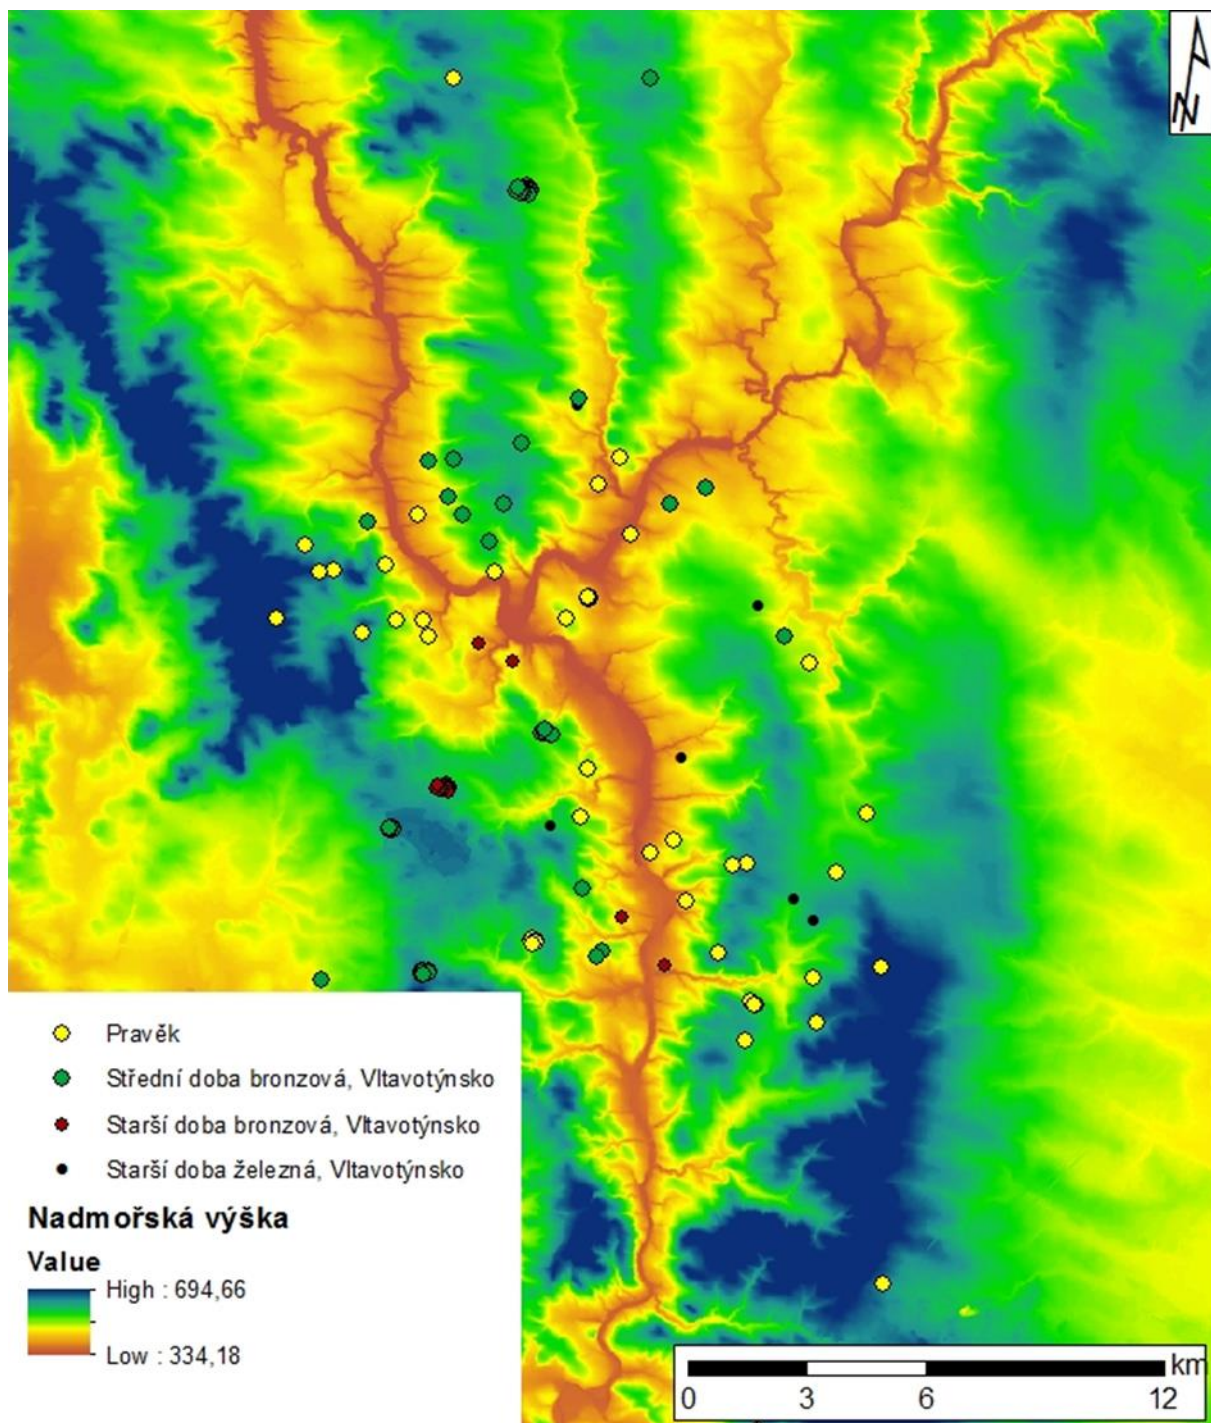 N
Pravěk
Střední doba bronzová, Vltavotýnsko
Starší doba bronzová, Vltavotýnsko
Starší doba železná, Vltavotýnsko
Nadmořská výška
Value
High : 694,66
Low : 334,18
km
0 3 6 12